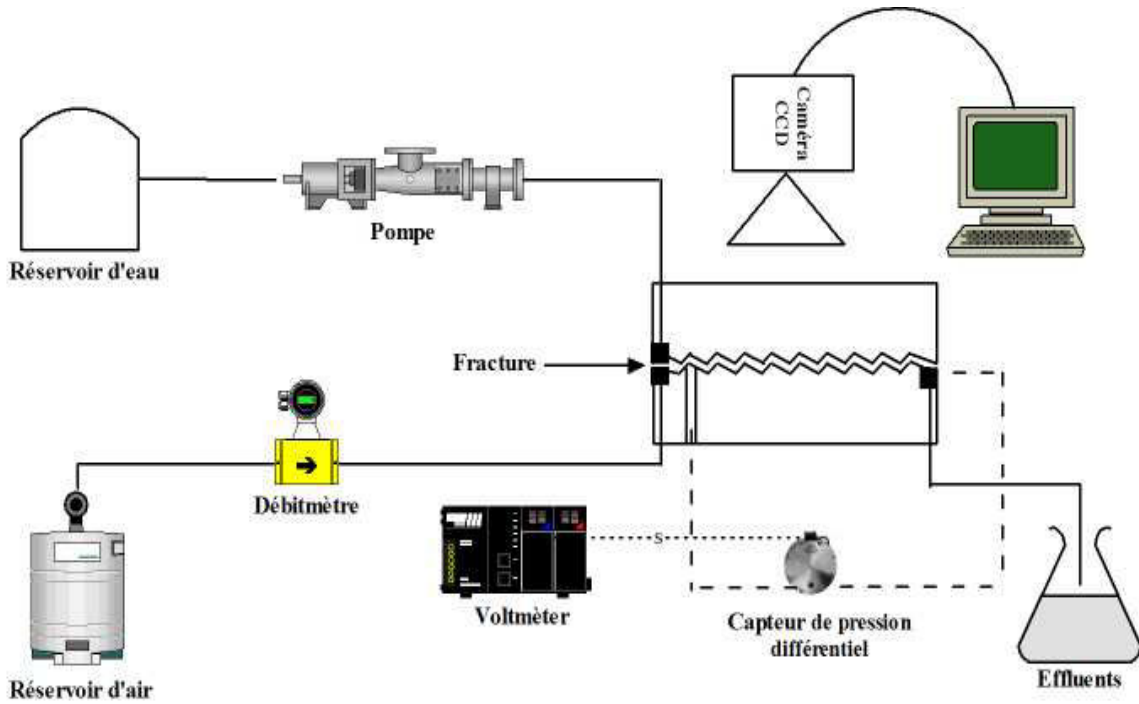 Caméra
CCD
Pompe
Réservoir d'eau
Fracture
Débitmètre
Voltmèter
S
Capteur de pression
différentiel
Effluents
Réservoir d'air